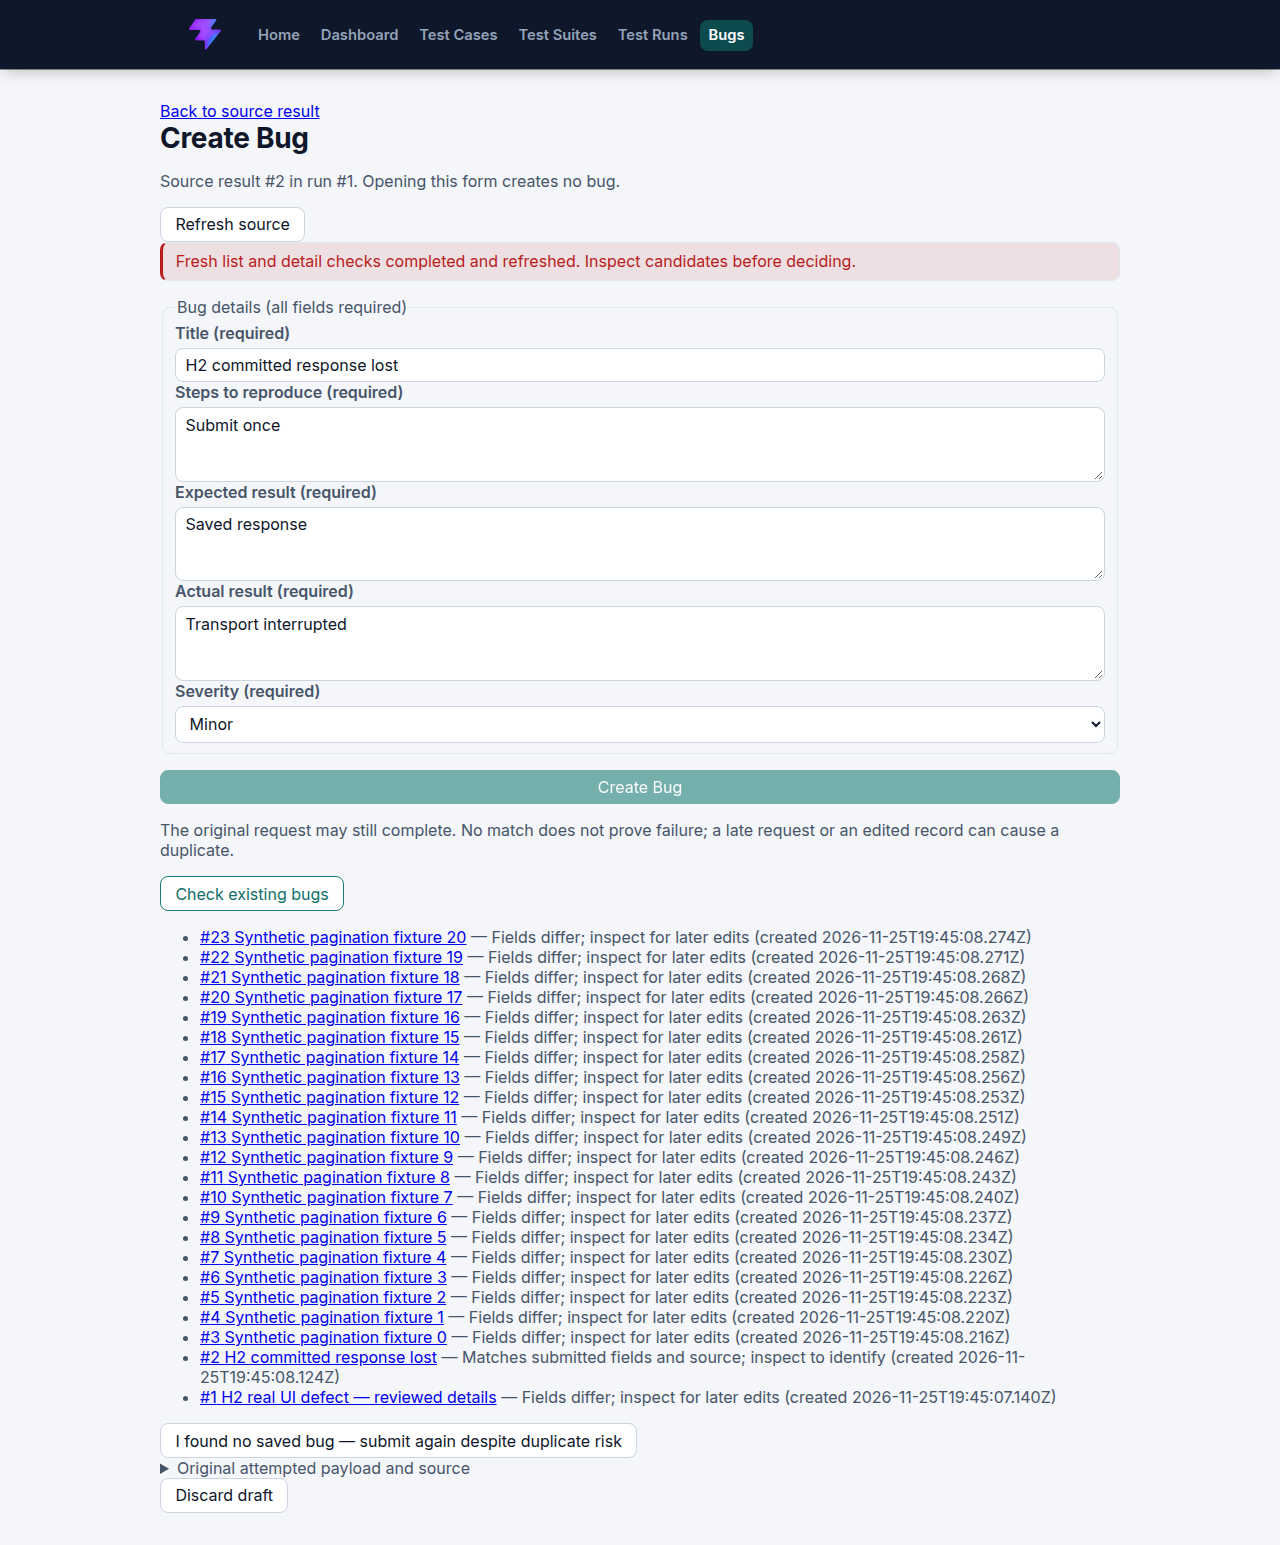 Home Dashboard Test Cases Test Suites Test Runs Bugs
Back to source result
Create Bug
Source result #2 in run #1. Opening this form creates no bug.
Refresh source
Fresh list and detail checks completed and refreshed. Inspect candidates before deciding.
Bug details (all fields required)
Title (required)
H2 committed response lost
Steps to reproduce (required)
Submit once
Expected result (required)
Saved response
Actual result (required)
Transport interrupted
Severity (required)
Minor
Create Bug
The original request may still complete. No match does not prove failure; a late request or an edited record can cause a
duplicate.
Check existing bugs
• #23 Synthetic pagination fixture 20 — Fields differ; inspect for later edits (created 2026-11-25T19:45:08.274Z)
• #22 Synthetic pagination fixture 19 — Fields differ; inspect for later edits (created 2026-11-25T19:45:08.271Z)
• #21 Synthetic pagination fixture 18 — Fields differ; inspect for later edits (created 2026-11-25T19:45:08.268Z)
• #20 Synthetic pagination fixture 17 — Fields differ; inspect for later edits (created 2026-11-25T19:45:08.266Z)
• #19 Synthetic pagination fixture 16 — Fields differ; inspect for later edits (created 2026-11-25T19:45:08.263Z)
• #18 Synthetic pagination fixture 15 — Fields differ; inspect for later edits (created 2026-11-25T19:45:08.261Z)
• #17 Synthetic pagination fixture 14 — Fields differ; inspect for later edits (created 2026-11-25T19:45:08.258Z)
• #16 Synthetic pagination fixture 13 — Fields differ; inspect for later edits (created 2026-11-25T19:45:08.256Z)
• #15 Synthetic pagination fixture 12 — Fields differ; inspect for later edits (created 2026-11-25T19:45:08.253Z)
• #14 Synthetic pagination fixture 11 — Fields differ; inspect for later edits (created 2026-11-25T19:45:08.251Z)
• #13 Synthetic pagination fixture 10 — Fields differ; inspect for later edits (created 2026-11-25T19:45:08.249Z)
• #12 Synthetic pagination fixture 9 — Fields differ; inspect for later edits (created 2026-11-25T19:45:08.246Z)
• #11 Synthetic pagination fixture 8 — Fields differ; inspect for later edits (created 2026-11-25T19:45:08.243Z)
• #10 Synthetic pagination fixture 7 — Fields differ; inspect for later edits (created 2026-11-25T19:45:08.240Z)
• #9 Synthetic pagination fixture 6 — Fields differ; inspect for later edits (created 2026-11-25T19:45:08.237Z)
• #8 Synthetic pagination fixture 5 — Fields differ; inspect for later edits (created 2026-11-25T19:45:08.234Z)
• #7 Synthetic pagination fixture 4 — Fields differ; inspect for later edits (created 2026-11-25T19:45:08.230Z)
• #6 Synthetic pagination fixture 3 — Fields differ; inspect for later edits (created 2026-11-25T19:45:08.226Z)
• #5 Synthetic pagination fixture 2 — Fields differ; inspect for later edits (created 2026-11-25T19:45:08.223Z)
• #4 Synthetic pagination fixture 1 — Fields differ; inspect for later edits (created 2026-11-25T19:45:08.220Z)
• #3 Synthetic pagination fixture 0 — Fields differ; inspect for later edits (created 2026-11-25T19:45:08.216Z)
• #2 H2 committed response lost — Matches submitted fields and source; inspect to identify (created 2026-11-
25T19:45:08.124Z)
• #1 H2 real UI defect — reviewed details — Fields differ; inspect for later edits (created 2026-11-25T19:45:07.140Z)
I found no saved bug — submit again despite duplicate risk
Original attempted payload and source
Discard draft